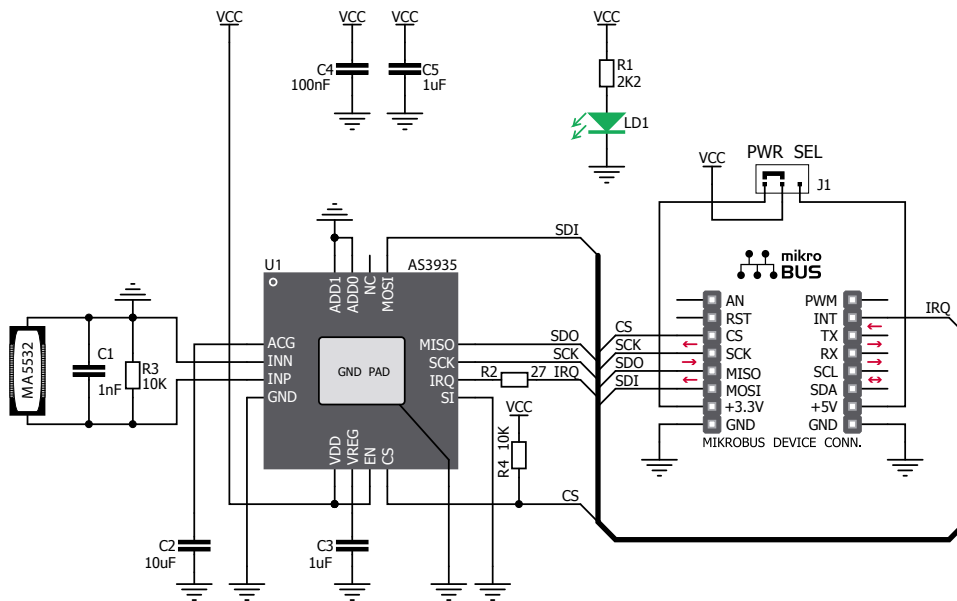 VCC
VCC
VCC
VCC
C4
100nF
C5
1uF
R1
2K2
LD1
PWR SEL
VCC
J1
SDI
mikro
BUS
U1
AS3935
ADD1
ADD0
NC
MOSI
MA5532
C1
1nF
R3
10K
ACG
INN
INP
GND
GND PAD
MISO
SCK
IRQ
SI
SDO
SCK
R2
27
IRQ
CS
SCK
SDO
SDI
AN
RST
CS
SCK
MISO
MOSI
+3.3V
GND
PWM
INT
TX
RX
SCL
SDA
+5V
GND
IRQ
MIKROBUS DEVICE CONN.
VCC
R4 10K
VDD
VREG
EN
CS
CS
C2
10uF
C3
1uF